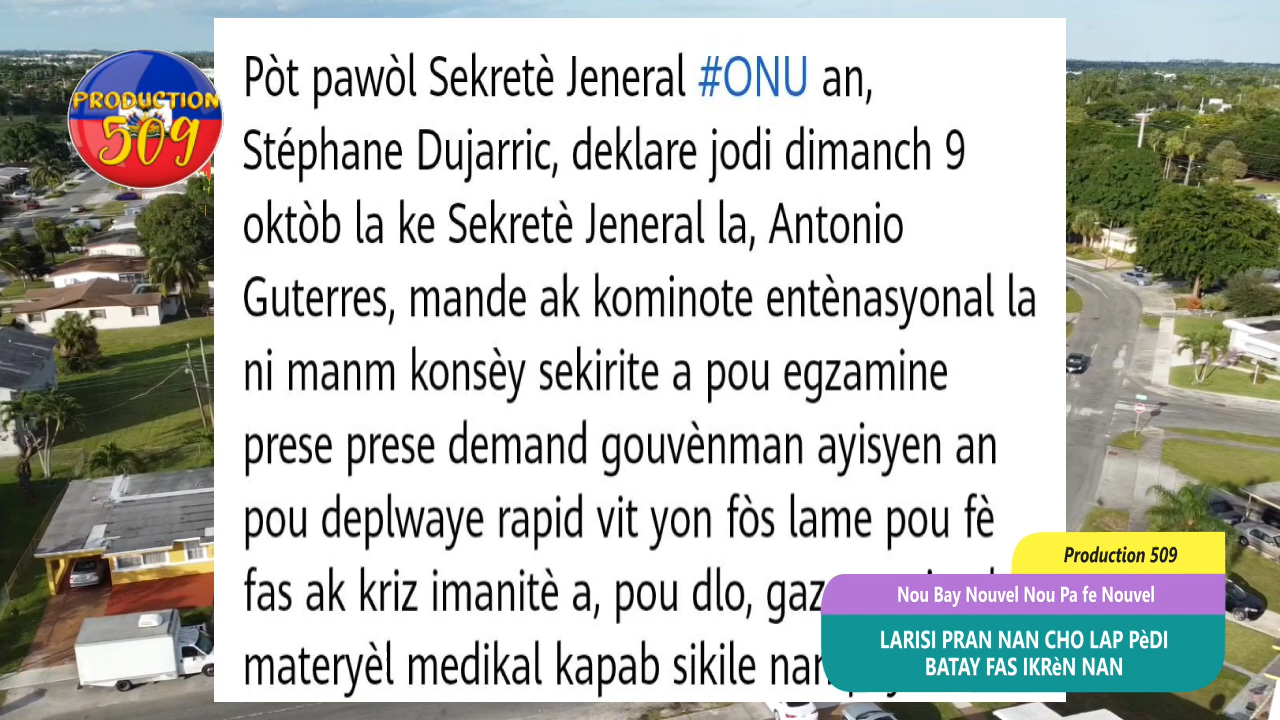 PRODUCTION
509
Pòt pawòl Sekretè Jeneral #ONU an,
Stéphane Dujarric, deklare jodi dimanch 9
oktòb la ke Sekretè Jeneral la, Antonio
Guterres, mande ak kominote entènasyonal la
ni manm konsèy sekirite a pou egzamine
prese prese demand gouvènman ayisyen an
pou deplwaye rapid vit yon fòs lame pou fè
fas ak kriz imanitè a, pou dlo, gaz
materyèl medikal kapab sikile nan
Production 509
Nou Bay Nouvel Nou Pa fe Nouvel
LARISI PRAN NAN CHO LAP PèDI
BATAY FAS IKRèN NAN